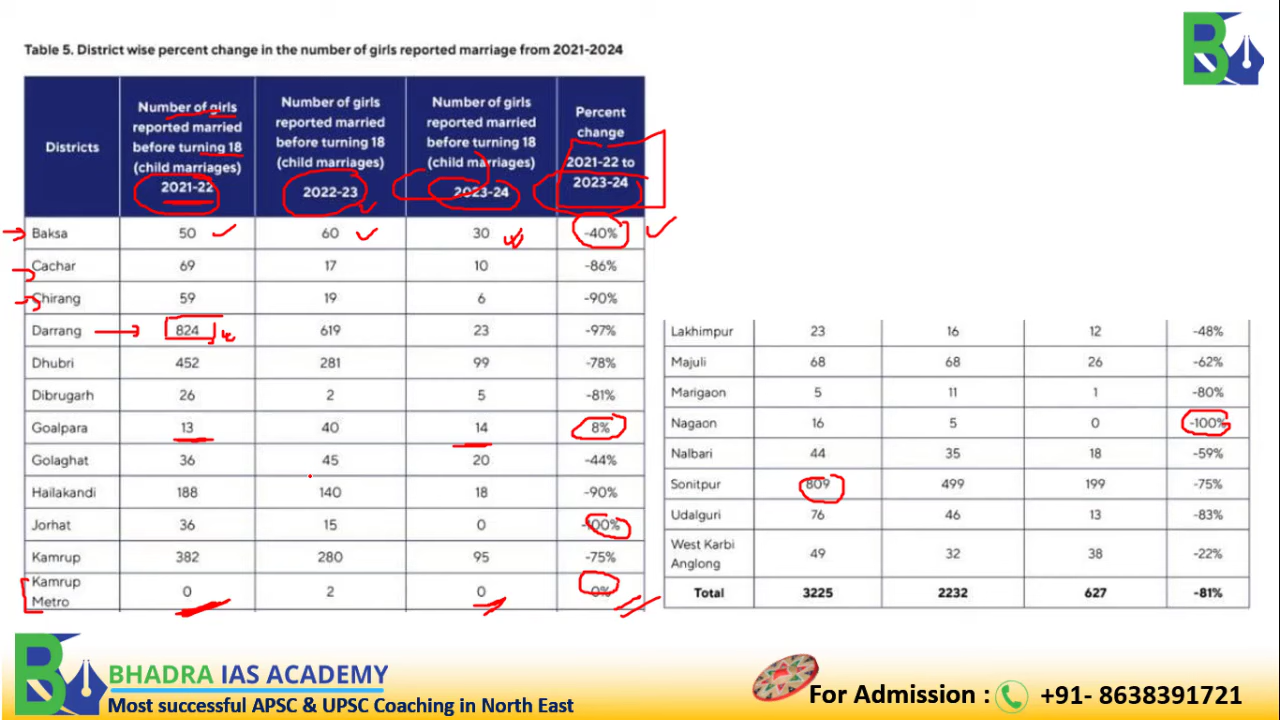 Table 5. District wise percent change in the number of girls reported marriage from 2021-2024
Districts
Number of girls
reported married
before turning 18
(child marriages)
2021-22
Number of girls
reported married
before turning 18
(child marriages)
2022-23
Number of girls
reported married
before turning 18
(child marriages)
2023-24
Percent
change
2021-22 to
2023-24
Baksa 50 60 30 -40%
Cachar 69 17 10 -86%
Chirang 59 19 6 -90%
Darrang 824 619 23 -97%
Dhubri 452 281 99 -78%
Dibrugarh 26 2 5 -81%
Goalpara 13 40 14 8%
Golaghat 36 45 20 -44%
Hailakandi 188 140 18 -90%
Jorhat 36 15 0 -100%
Kamrup 382 280 95 -75%
Kamrup
Metro 0 2 0 0%
Lakhimpur 23 16 12 -48%
Majuli 68 68 26 -62%
Marigaon 5 11 1 -80%
Nagaon 16 5 0 -100%
Nalbari 44 35 18 -59%
Sonitpur 809 499 199 -75%
Udalguri 76 46 13 -83%
West Karbi
Anglong 49 32 38 -22%
Total 3225 2232 627 -81%
BHADRA IAS ACADEMY
Most successful APSC & UPSC Coaching in North East
For Admission : +91- 8638391721